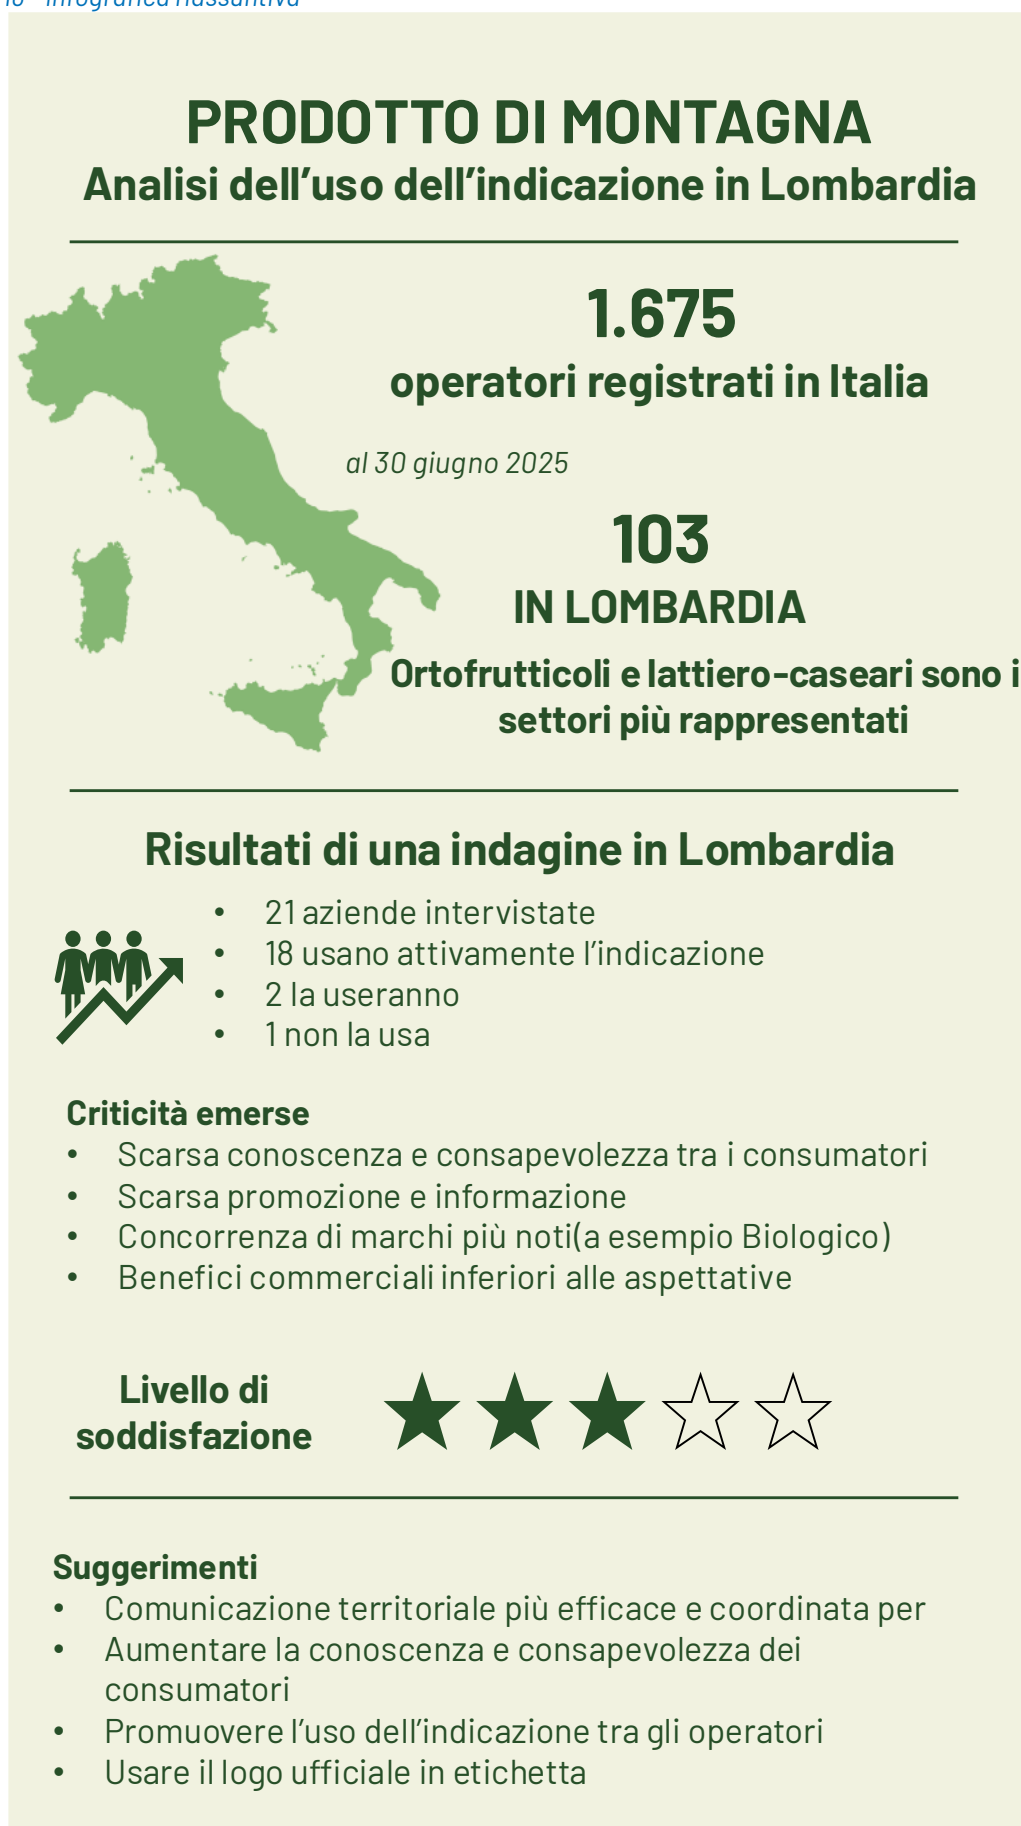 Infografica riassuntiva
PRODOTTO DI MONTAGNA
Analisi dell’uso dell’indicazione in Lombardia
1.675
operatori registrati in Italia
al 30 giugno 2025
103
IN LOMBARDIA
Ortofrutticoli e lattiero-caseari sono i
settori più rappresentati
Risultati di una indagine in Lombardia
• 21 aziende intervistate
• 18 usano attivamente l’indicazione
• 2 la useranno
• 1 non la usa
Criticità emerse
• Scarsa conoscenza e consapevolezza tra i consumatori
• Scarsa promozione e informazione
• Concorrenza di marchi più noti(a esempio Biologico)
• Benefici commerciali inferiori alle aspettative
Livello di
soddisfazione
Suggerimenti
• Comunicazione territoriale più efficace e coordinata per
• Aumentare la conoscenza e consapevolezza dei
consumatori
• Promuovere l’uso dell’indicazione tra gli operatori
• Usare il logo ufficiale in etichetta